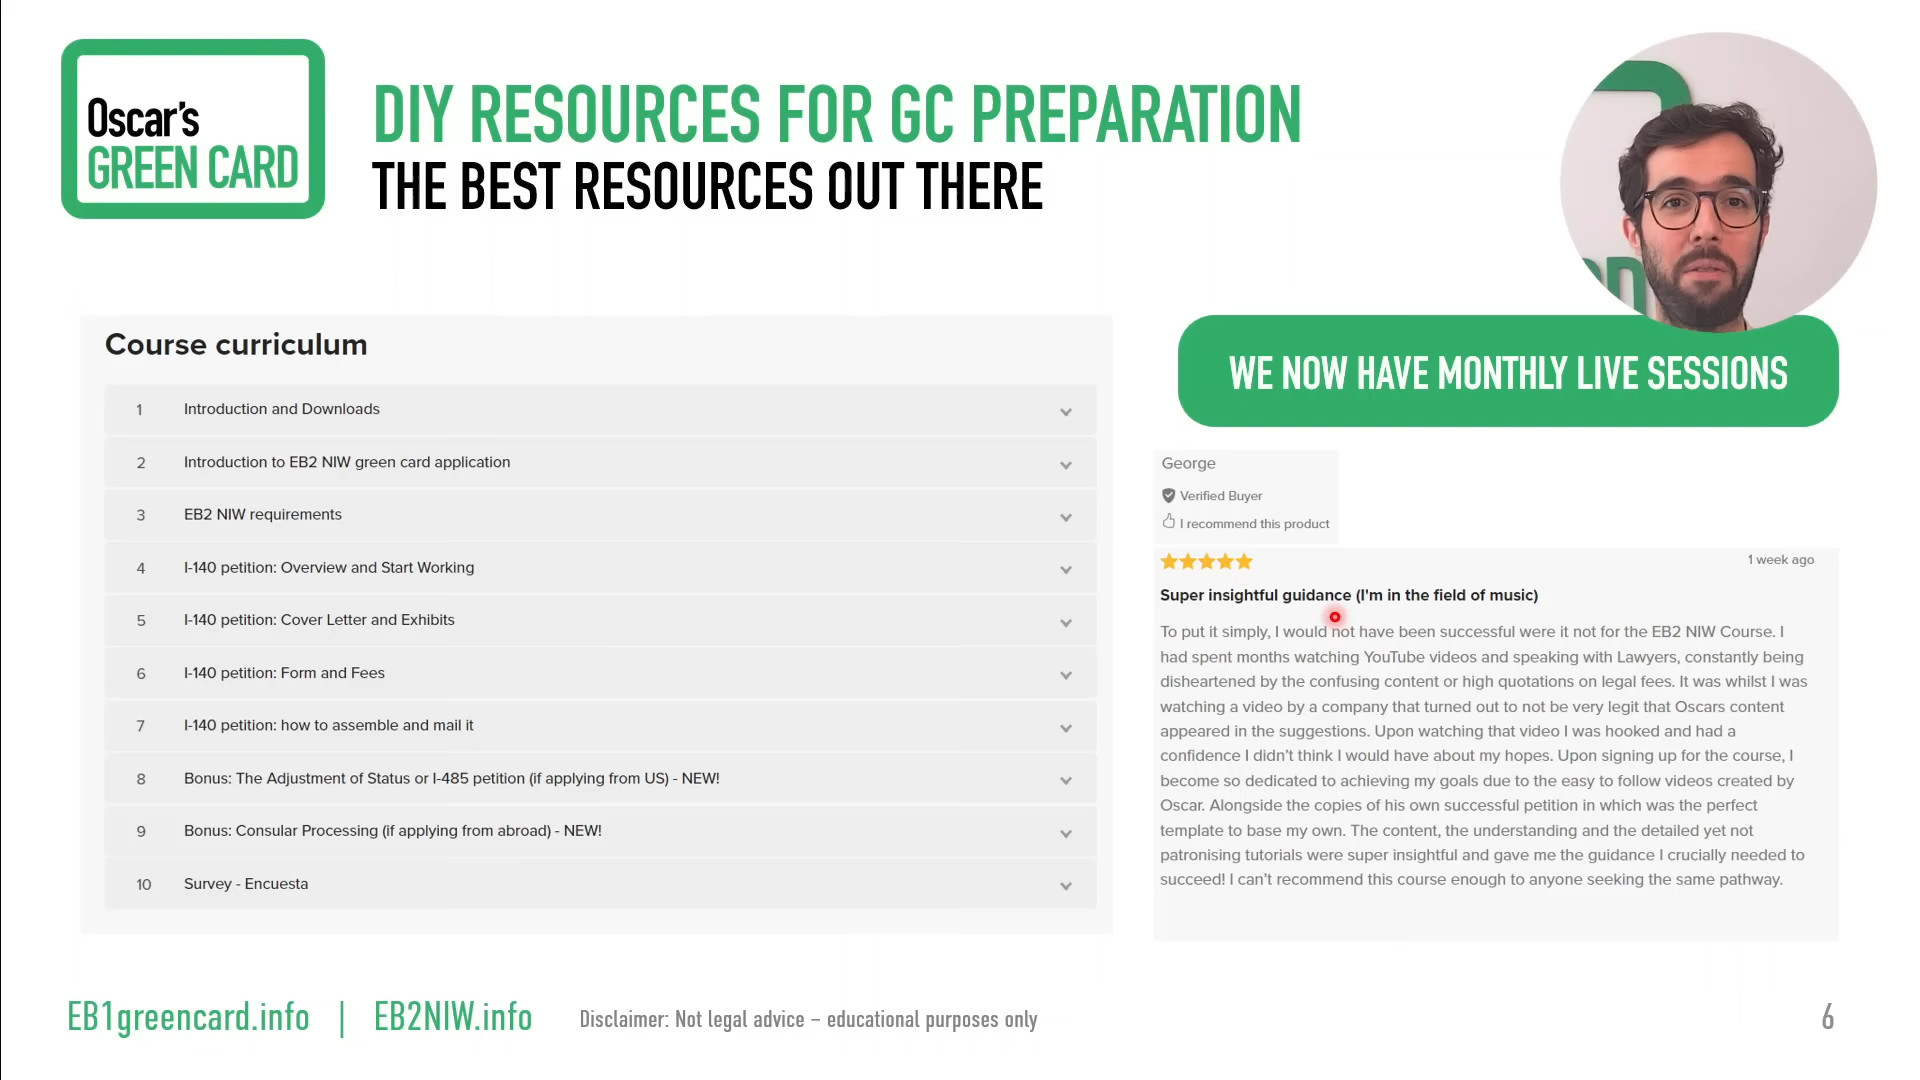 Oscar's
GREEN CARD
DIY RESOURCES FOR GC PREPARATION
THE BEST RESOURCES OUT THERE
Course curriculum
1 Introduction and Downloads
2 Introduction to EB2 NIW green card application
3 EB2 NIW requirements
4 I-140 petition: Overview and Start Working
5 I-140 petition: Cover Letter and Exhibits
6 I-140 petition: Form and Fees
7 I-140 petition: how to assemble and mail it
8 Bonus: The Adjustment of Status or I-485 petition (if applying from US) - NEW!
9 Bonus: Consular Processing (if applying from abroad) - NEW!
10 Survey - Encuesta
WE NOW HAVE MONTHLY LIVE SESSIONS
George
Verified Buyer
I recommend this product
1 week ago
Super insightful guidance (I'm in the field of music)
To put it simply, I would not have been successful were it not for the EB2 NIW Course. I
had spent months watching YouTube videos and speaking with Lawyers, constantly being
disheartened by the confusing content or high quotations on legal fees. It was whilst I was
watching a video by a company that turned out to not be very legit that Oscars content
appeared in the suggestions. Upon watching that video I was hooked and had a
confidence I didn't think I would have about my hopes. Upon signing up for the course, I
become so dedicated to achieving my goals due to the easy to follow videos created by
Oscar. Alongside the copies of his own successful petition in which was the perfect
template to base my own. The content, the understanding and the detailed yet not
patronising tutorials were super insightful and gave me the guidance I crucially needed to
succeed! I can't recommend this course enough to anyone seeking the same pathway.
EB1greencard.info | EB2NIW.info
Disclaimer: Not legal advice – educational purposes only
6